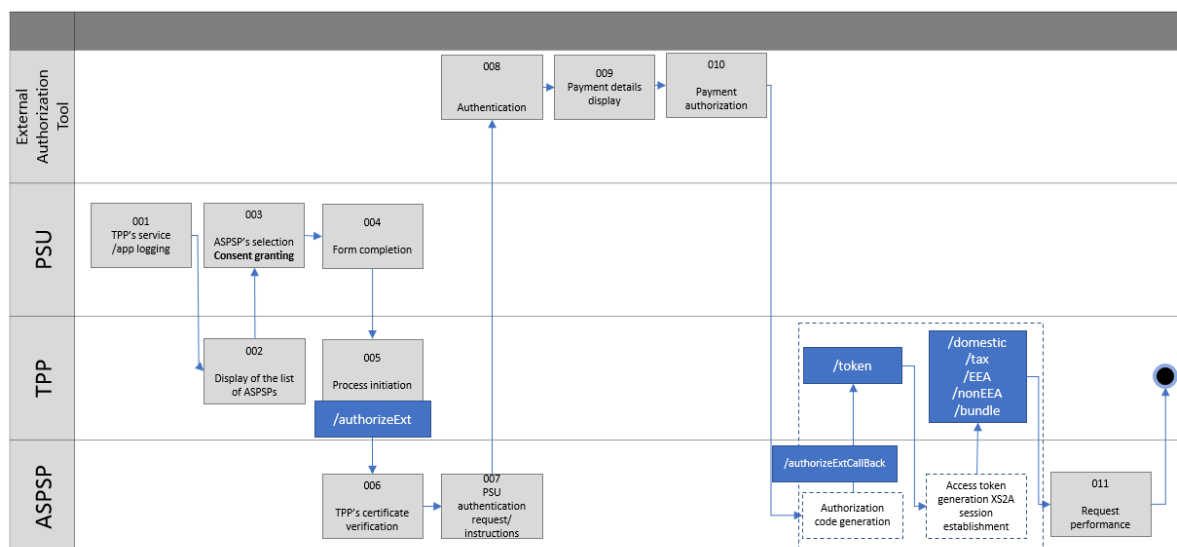 External
Authorization
Tool
008
Authentication
009
Payment details
display
010
Payment
authorization
PSU
001
TPP's service
/app logging
003
ASPSP's selection
Consent granting
004
Form completion
TPP
002
Display of the list
of ASPSPs
005
Process initiation
/authorizeExt
/token
/domestic
/tax
/EEA
/nonEEA
/bundle
ASPSP
006
TPP's certificate
verification
007
PSU
authentication
request/
instructions
/authorizeExtCallBack
Authorization
code generation
Access token
generation XS2A
session
establishment
011
Request
performance